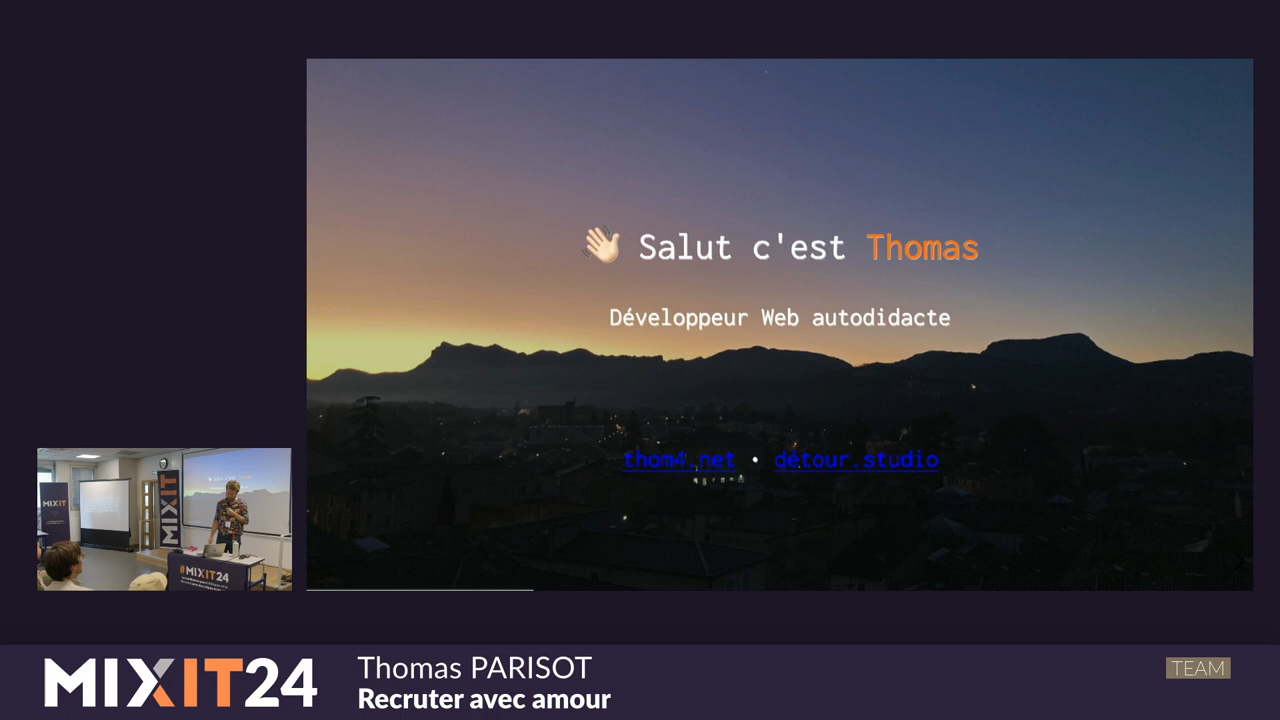 👋🏻 Salut c'est Thomas
Développeur Web autodidacte
thom4.net • détour.studio
MIXIT
MIXIT
#MIXIT24
MIXIT24
Thomas PARISOT
Recruter avec amour
TEAM